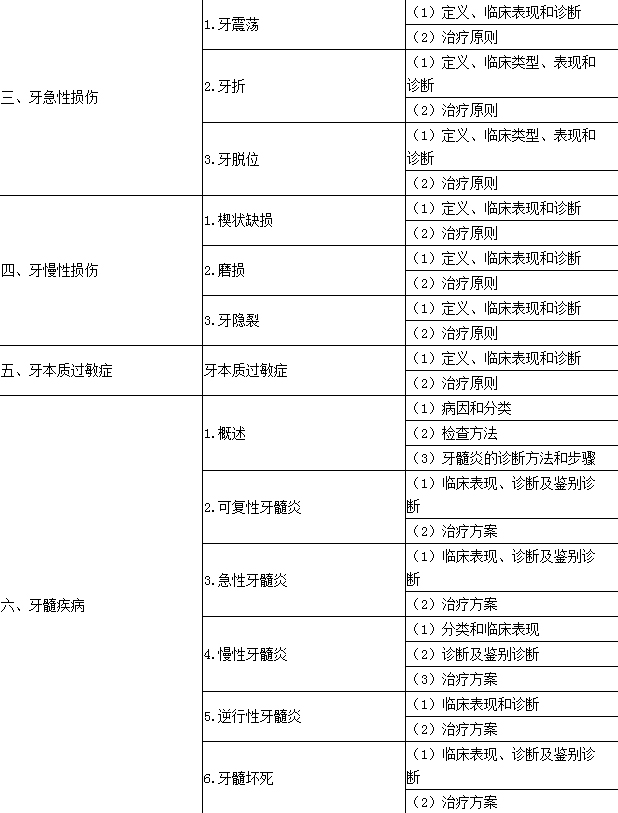 三、牙急性损伤
1.牙震荡
（1）定义、临床表现和诊断
（2）治疗原则
2.牙折
（1）定义、临床类型、表现和
诊断
（2）治疗原则
3.牙脱位
（1）定义、临床类型、表现和
诊断
（2）治疗原则
四、牙慢性损伤
1.楔状缺损
（1）定义、临床表现和诊断
（2）治疗原则
2.磨损
（1）定义、临床表现和诊断
（2）治疗原则
3.牙隐裂
（1）定义、临床表现和诊断
（2）治疗原则
五、牙本质过敏症
牙本质过敏症
（1）定义、临床表现和诊断
（2）治疗原则
六、牙髓疾病
1.概述
（1）病因和分类
（2）检查方法
（3）牙髓炎的诊断方法和步骤
2.可复性牙髓炎
（1）临床表现、诊断及鉴别诊
断
（2）治疗方案
3.急性牙髓炎
（1）临床表现、诊断及鉴别诊
断
（2）治疗方案
4.慢性牙髓炎
（1）分类和临床表现
（2）诊断及鉴别诊断
（3）治疗方案
5.逆行性牙髓炎
（1）临床表现和诊断
（2）治疗方案
6.牙髓坏死
（1）临床表现、诊断及鉴别诊
断
（2）治疗方案